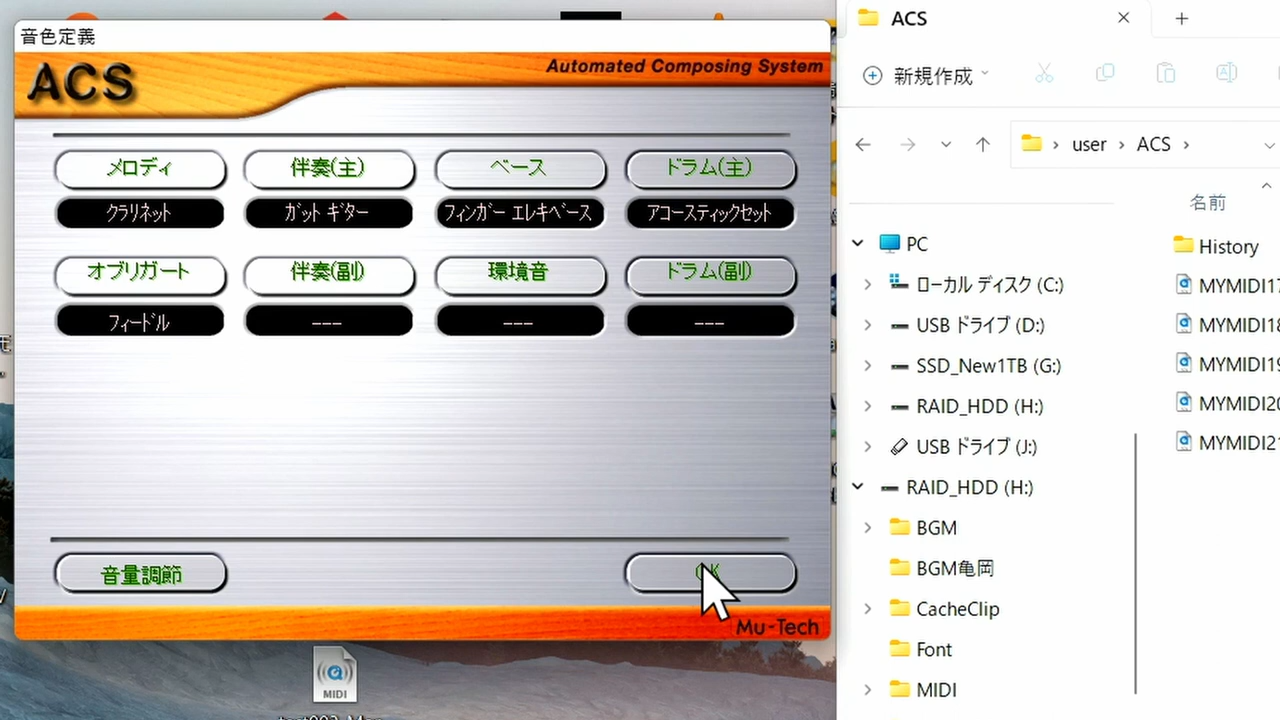 音色定義
ACS
Automated Composing System
メロディ
伴奏(主)
ベース
ドラム(主)
クラリネット
ガット ギター
フィンガー エレキベース
アコースティックセット
オブリガート
伴奏(副)
環境音
ドラム(副)
フィードル
---
---
---
音量調節
OK
Mu-Tech
MIDI
ACS
新規作成
user
ACS
名前
PC
ローカル ディスク (C:)
USB ドライブ (D:)
SSD_New1TB (G:)
RAID_HDD (H:)
USB ドライブ (J:)
RAID_HDD (H:)
BGM
BGM亀岡
CacheClip
Font
MIDI
History
MYMIDI17
MYMIDI18
MYMIDI19
MYMIDI20
MYMIDI21